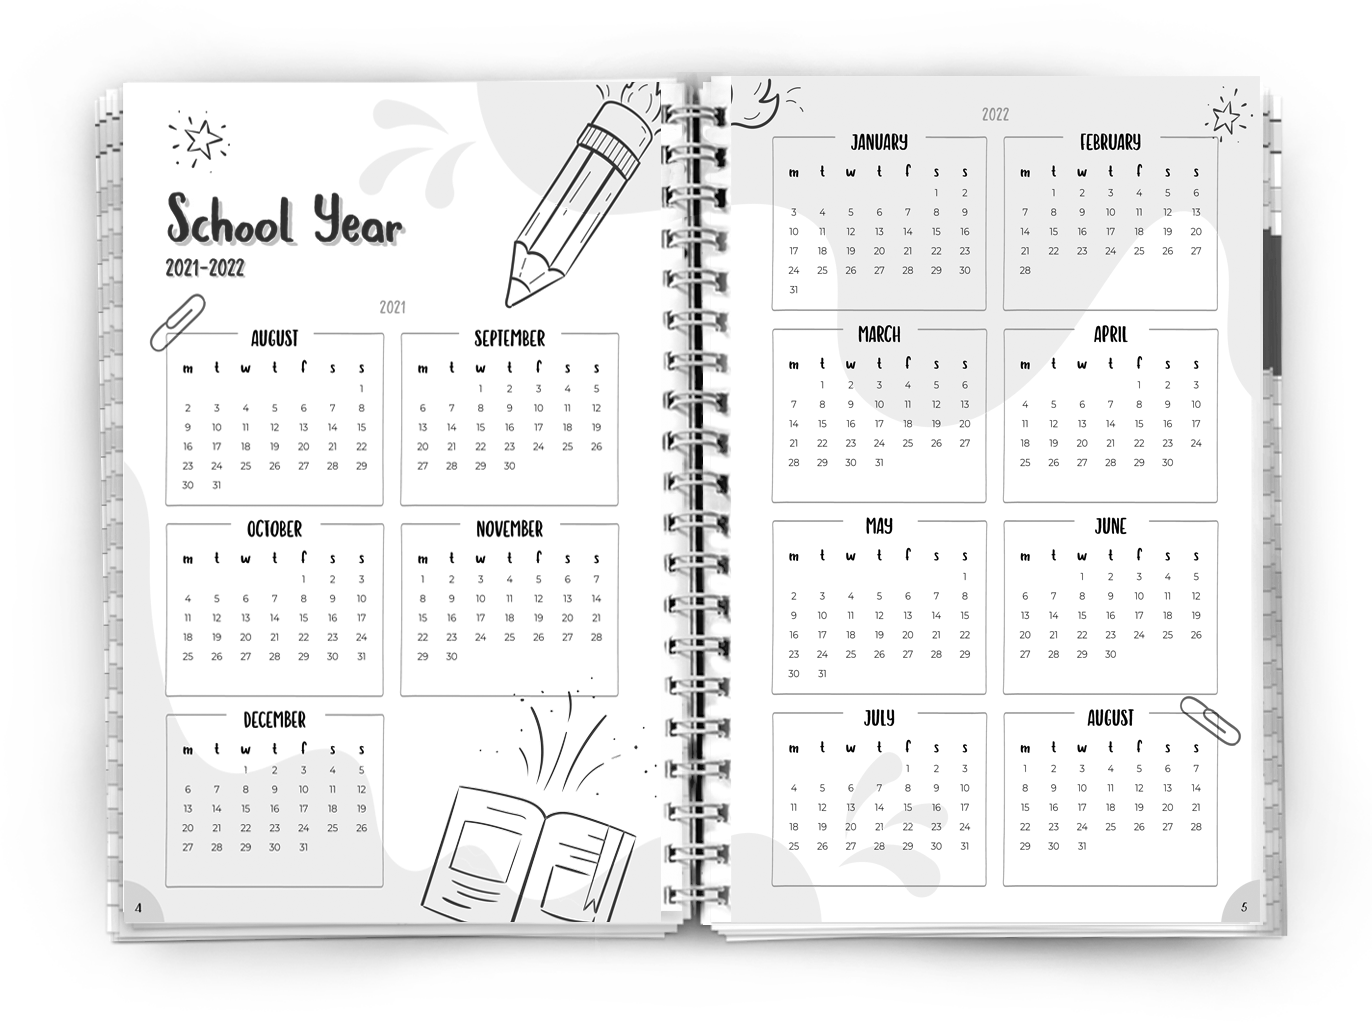 School Year
2021-2022
2021
AUGUST
m t w t f s s
1
2 3 4 5 6 7 8
9 10 11 12 13 14 15
16 17 18 19 20 21 22
23 24 25 26 27 28 29
30 31
SEPTEMBER
m t w t f s s
1 2 3 4 5
6 7 8 9 10 11 12
13 14 15 16 17 18 19
20 21 22 23 24 25 26
27 28 29 30
OCTOBER
m t w t f s s
1 2 3
4 5 6 7 8 9 10
11 12 13 14 15 16 17
18 19 20 21 22 23 24
25 26 27 28 29 30 31
NOVEMBER
m t w t f s s
1 2 3 4 5 6 7
8 9 10 11 12 13 14
15 16 17 18 19 20 21
22 23 24 25 26 27 28
29 30
DECEMBER
m t w t f s s
1 2 3 4 5
6 7 8 9 10 11 12
13 14 15 16 17 18 19
20 21 22 23 24 25 26
27 28 29 30 31
4
2022
JANUARY
m t w t f s s
1 2
3 4 5 6 7 8 9
10 11 12 13 14 15 16
17 18 19 20 21 22 23
24 25 26 27 28 29 30
31
FEBRUARY
m t w t f s s
1 2 3 4 5 6
7 8 9 10 11 12 13
14 15 16 17 18 19 20
21 22 23 24 25 26 27
28
MARCH
m t w t f s s
1 2 3 4 5 6
7 8 9 10 11 12 13
14 15 16 17 18 19 20
21 22 23 24 25 26 27
28 29 30 31
APRIL
m t w t f s s
1 2 3
4 5 6 7 8 9 10
11 12 13 14 15 16 17
18 19 20 21 22 23 24
25 26 27 28 29 30
MAY
m t w t f s s
1
2 3 4 5 6 7 8
9 10 11 12 13 14 15
16 17 18 19 20 21 22
23 24 25 26 27 28 29
30 31
JUNE
m t w t f s s
1 2 3 4 5
6 7 8 9 10 11 12
13 14 15 16 17 18 19
20 21 22 23 24 25 26
27 28 29 30
JULY
m t w t f s s
1 2 3
4 5 6 7 8 9 10
11 12 13 14 15 16 17
18 19 20 21 22 23 24
25 26 27 28 29 30 31
AUGUST
m t w t f s s
1 2 3 4 5 6 7
8 9 10 11 12 13 14
15 16 17 18 19 20 21
22 23 24 25 26 27 28
29 30 31
5